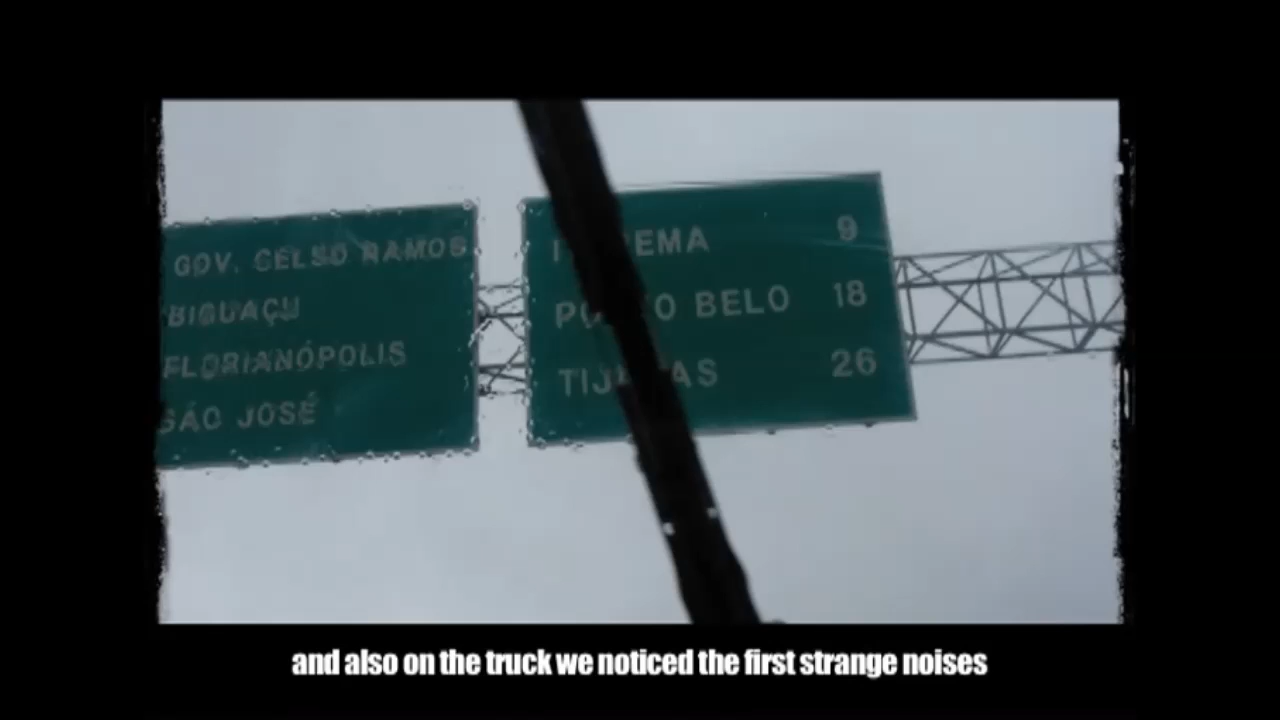 GOV. CELSO RAMOS
BIGUAÇU
FLORIANÓPOLIS
SÃO JOSÉ
9
BELO 18
26
and also on the truck we noticed the first strange noises